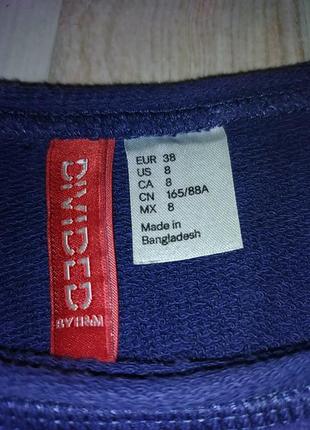 DIVIDED
BY H&M
EUR 38
US 8
CA 8
CN 165/88A
MX 8
Made in
Bangladesh